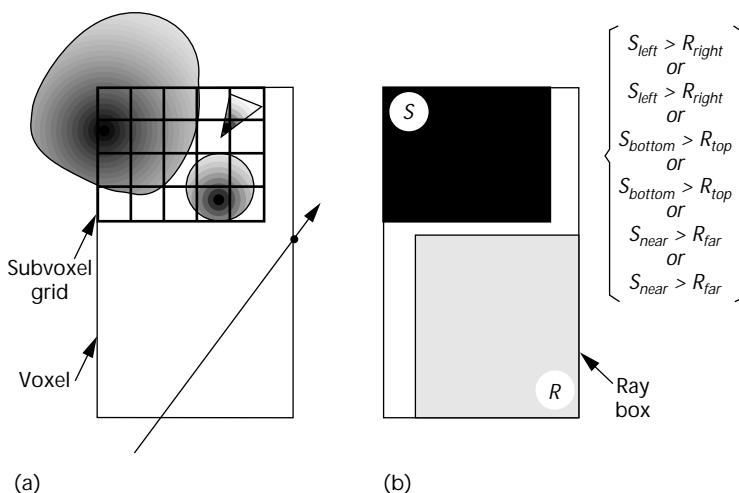 Subvoxel
grid
Voxel
(a)
S
R
Ray
box
(b)
S_left > R_right
or
S_left > R_right
or
S_bottom > R_top
or
S_bottom > R_top
or
S_near > R_far
or
S_near > R_far